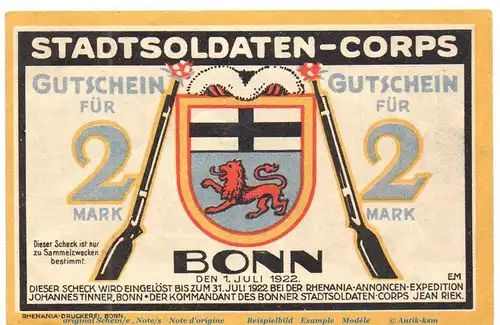 STADTSOLDATEN-CORPS
GUTSCHEIN
FÜR
2
MARK
GUTSCHEIN
FÜR
2
MARK
Dieser Scheck ist nur
zu Sammelzwecken
bestimmt.
BONN
DEN 1. JULI 1922.
EM
DIESER SCHECK WIRD EINGELÖST BIS ZUM 31. JULI 1922 BEI DER RHENANIA-ANNONCEN-EXPEDITION
JOHANNES TINNER, BONN • DER KOMMANDANT DES BONNER STADTSOLDATEN-CORPS JEAN RIEK.
RHENANIA-DRUCKEREI, BONN.
original Schein/e, Note/s Note d'origine Beispielbild Example Modèle © Antik-ksm